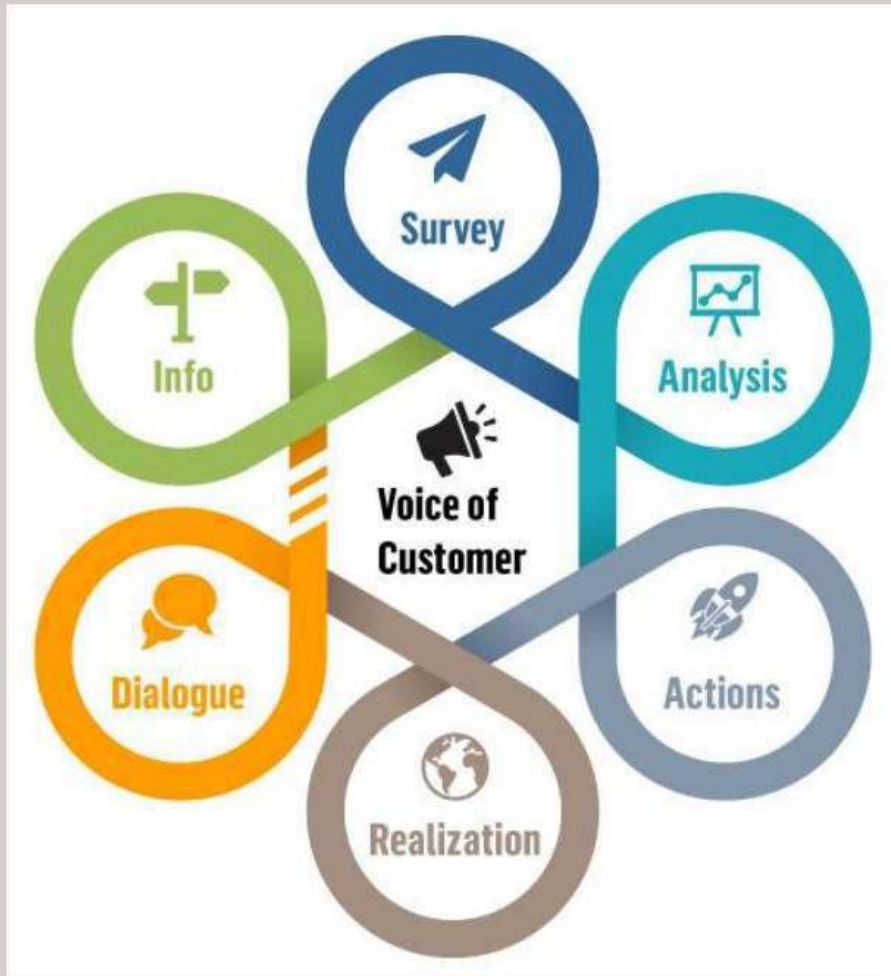 Survey
Analysis
Actions
Realization
Dialogue
Info
Voice of
Customer